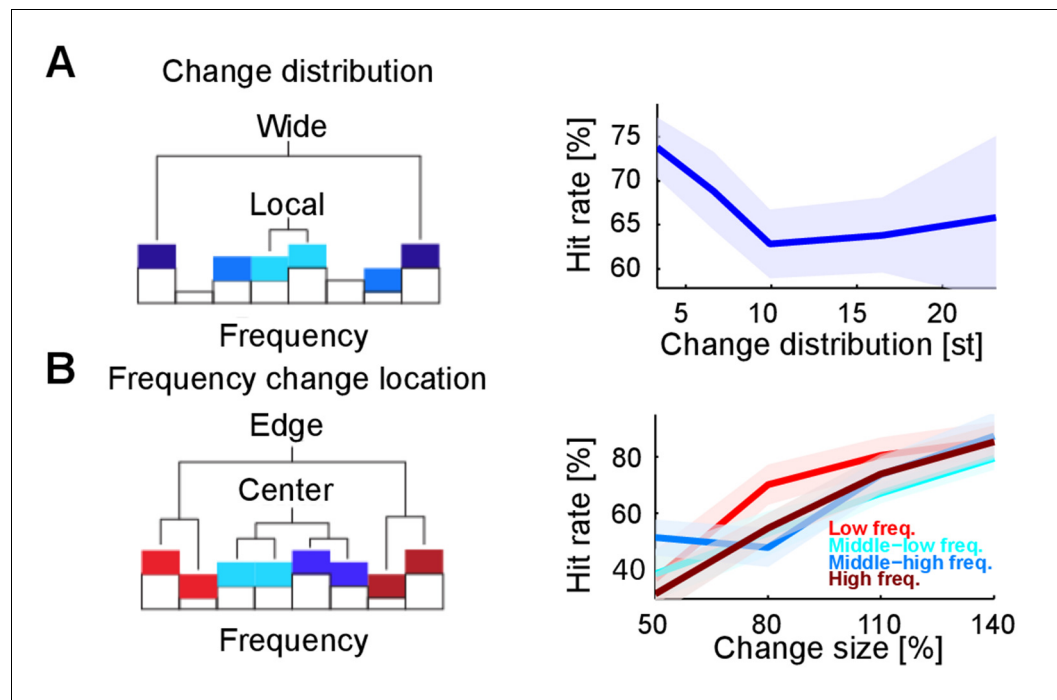 A
Change distribution
Wide
Local
Frequency
Hit rate [%]
75
70
65
60
5 10 15 20
Change distribution [st]
B
Frequency change location
Edge
Center
Frequency
Hit rate [%]
80
60
40
Low freq.
Middle-low freq.
Middle-high freq.
High freq.
50 80 110 140
Change size [%]